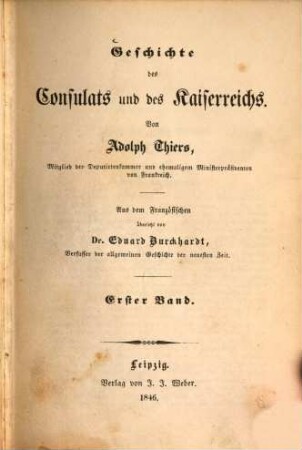 Geschichte
des
Consulats und des Kaiserreichs.
Von
Adolph Thiers,
Mitglied der Deputirtenkammer und ehemaligem Ministerpräsidenten
von Frankreich.
Aus dem Französischen
übersetzt von
Dr. Eduard Burckhardt,
Verfasser der allgemeinen Geschichte der neuesten Zeit.
Erster Band.
Leipzig.
Verlag von J. J. Weber.
1846.